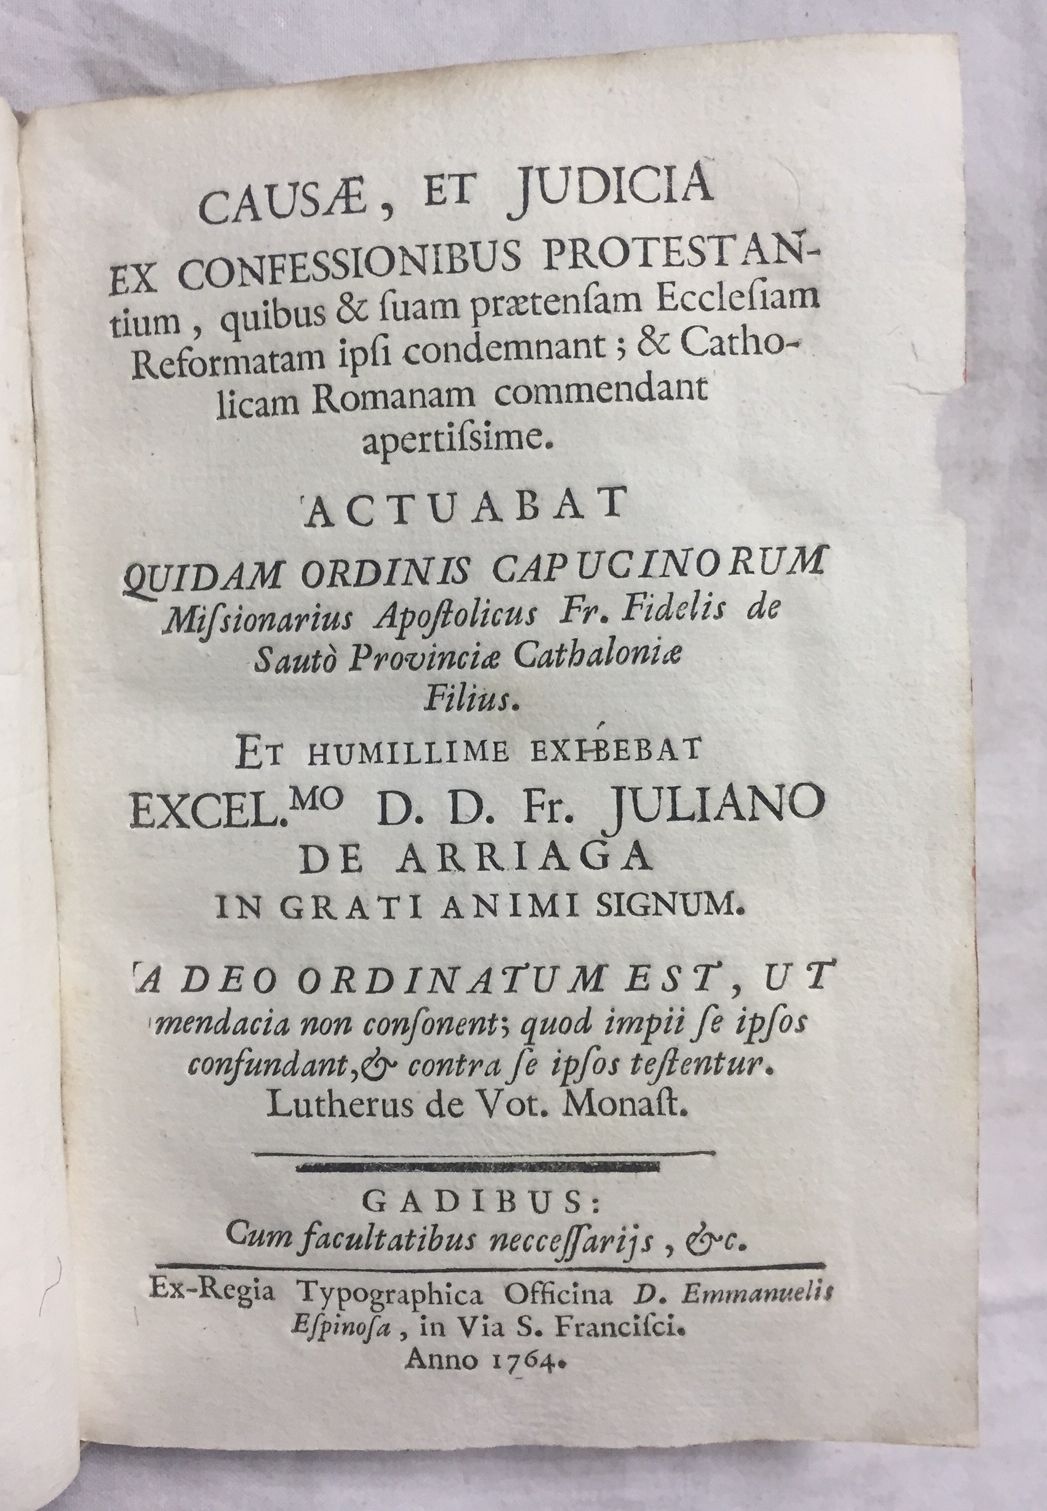 CAUSÆ, ET JUDICIA
EX CONFESSIONIBUS PROTESTAN-
tium, quibus & ſuam prætenſam Eccleſiam
Reformatam ipſi condemnant; & Catho-
licam Romanam commendant
apertiſsime.
ACTUABAT
QUIDAM ORDINIS CAPUCINORUM
Miſsionarius Apoſtolicus Fr. Fidelis de
Sautò Provinciæ Cathaloniæ
Filius.
ET HUMILLIME EXHÍBEBAT
EXCEL.MO D. D. Fr. JULIANO
DE ARRIAGA
IN GRATI ANIMI SIGNUM.
A DEO ORDINATUM EST, UT
mendacia non conſonent; quod impii ſe ipſos
confundant, & contra ſe ipſos teſtentur.
Lutherus de Vot. Monaſt.
GADIBUS:
Cum facultatibus necceſſarijs, &c.
Ex-Regia Typographica Officina D. Emmanuelis
Eſpinoſa, in Via S. Franciſci.
Anno 1764.